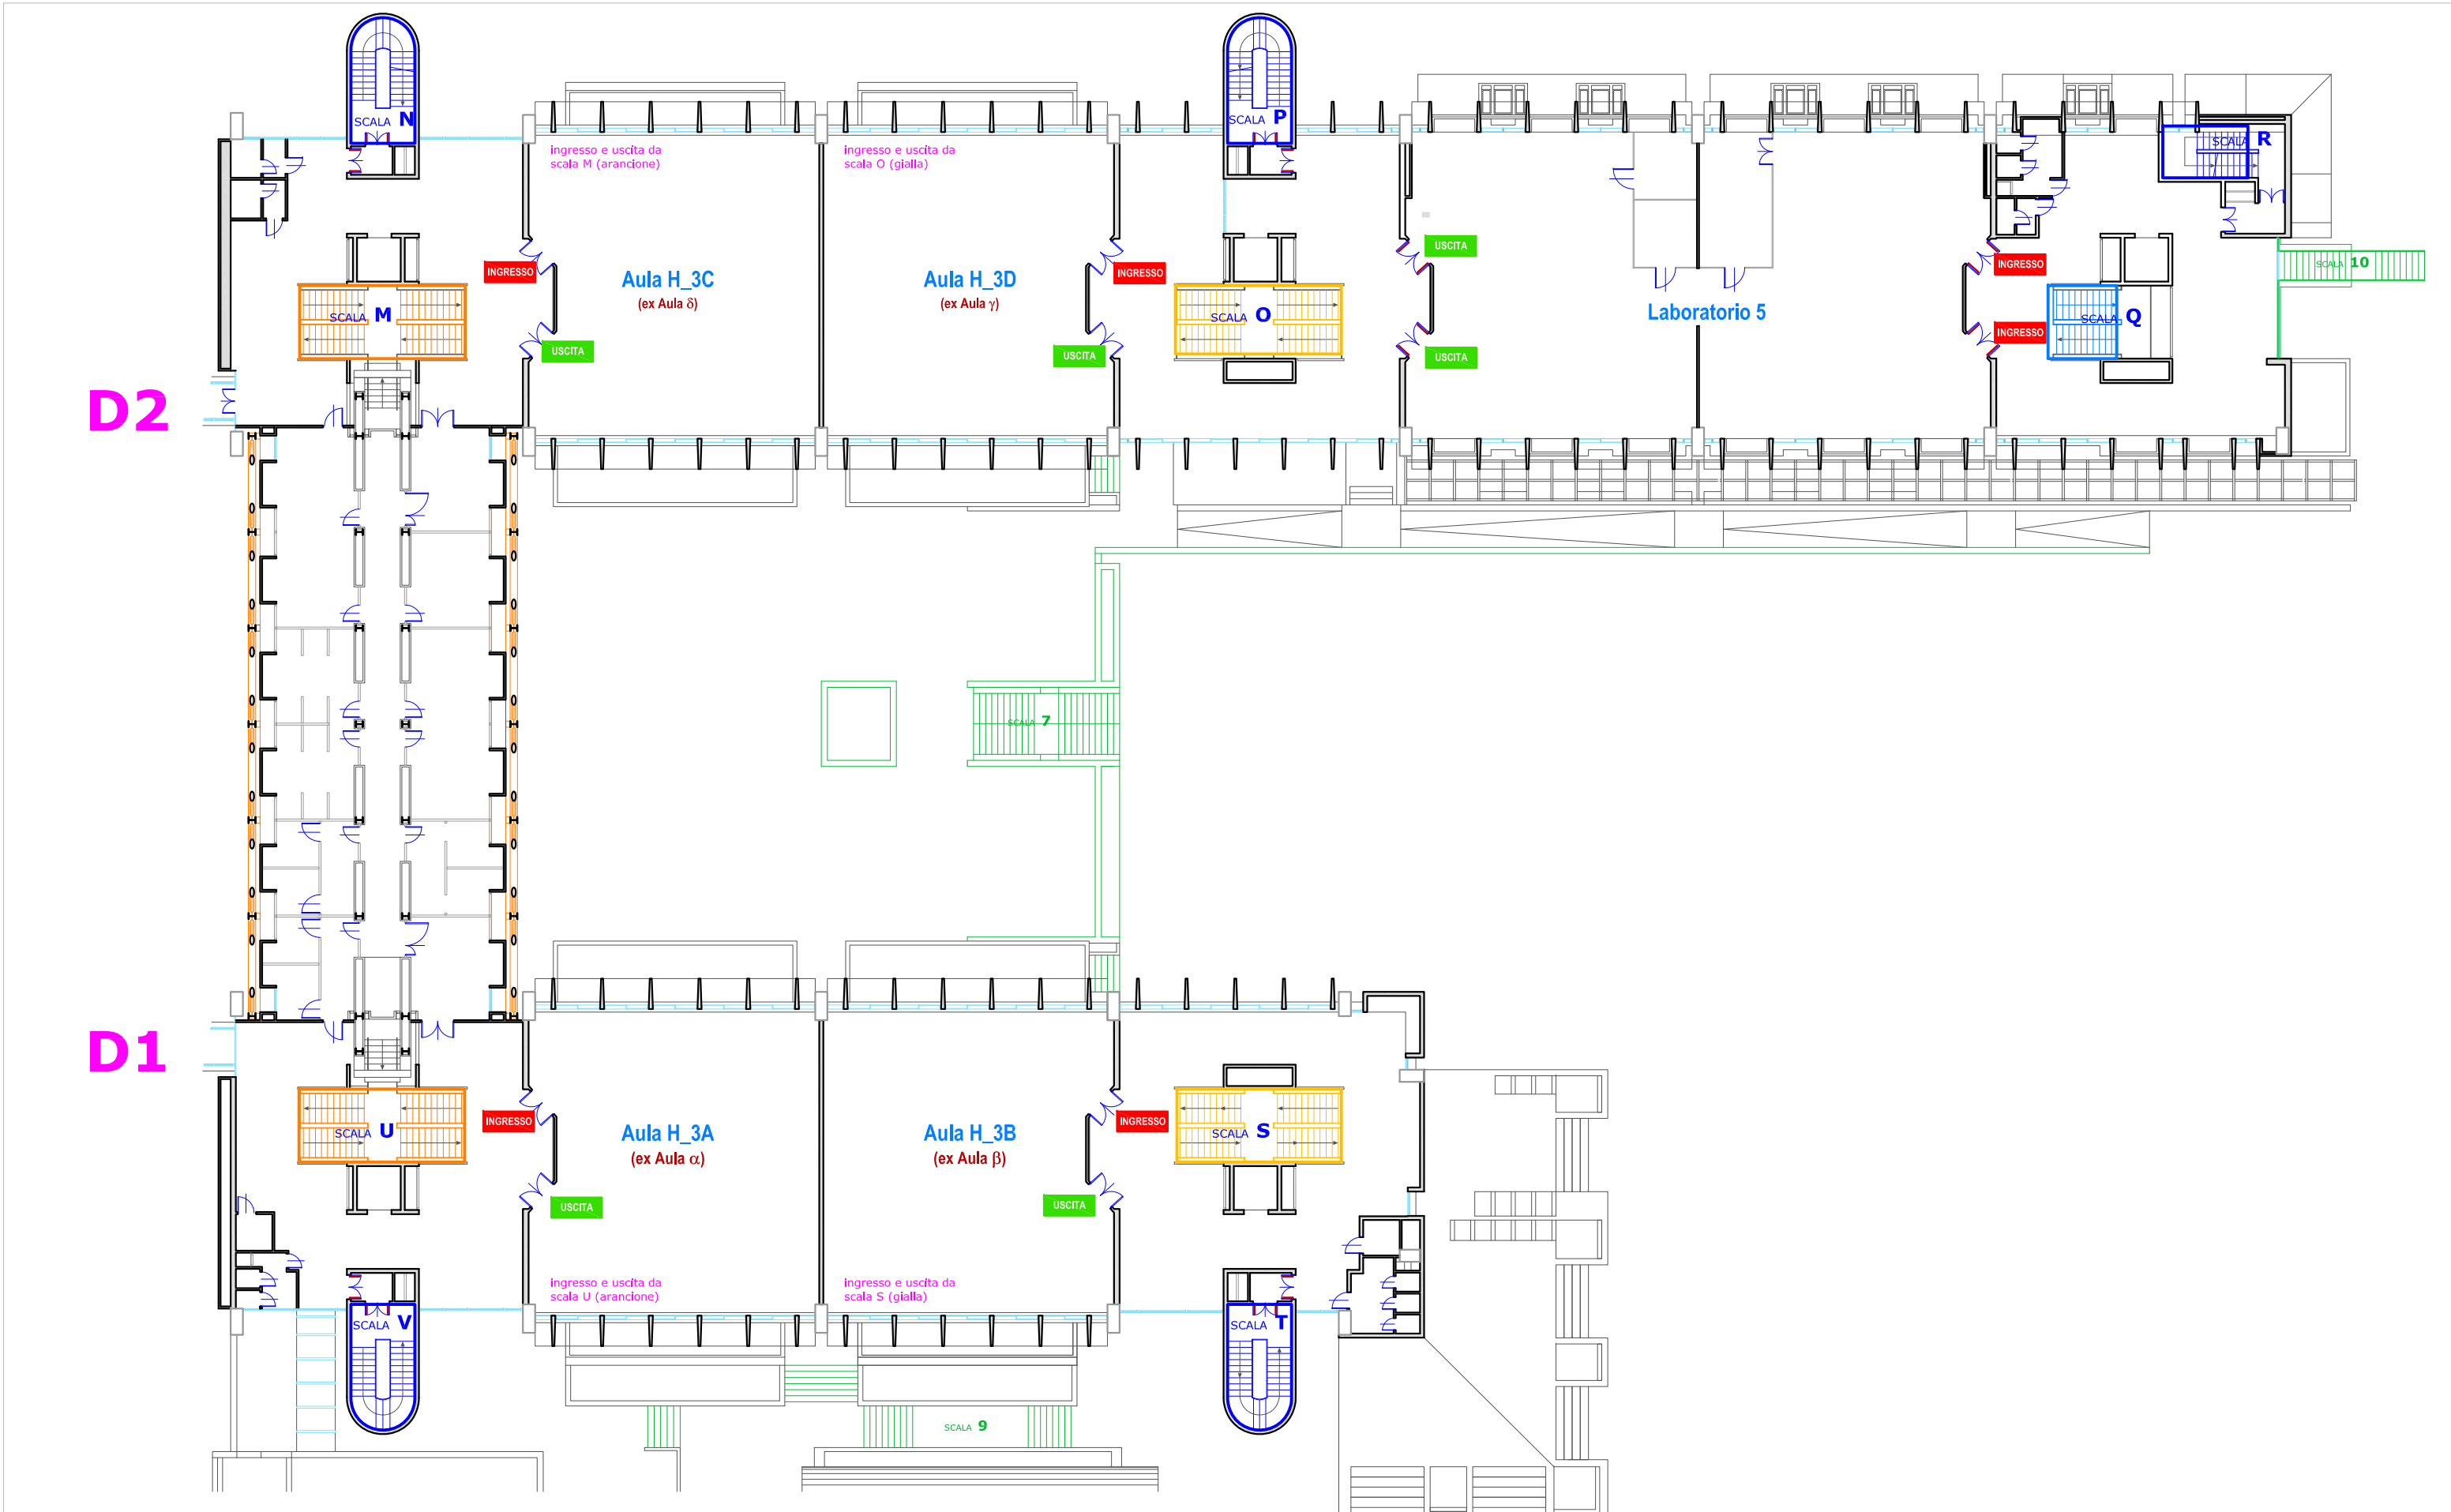 SCALA N
SCALA P
SCALA R
ingresso e uscita da
scala M (arancione)
ingresso e uscita da
scala O (gialla)
USCITA
INGRESSO
INGRESSO
INGRESSO
SCALA 10
Aula H_3C
(ex Aula δ)
Aula H_3D
(ex Aula γ)
Laboratorio 5
SCALA M
SCALA O
SCALA Q
INGRESSO
USCITA
USCITA
USCITA
D2
SCALA 7
D1
INGRESSO
INGRESSO
SCALA U
Aula H_3A
(ex Aula α)
Aula H_3B
(ex Aula β)
SCALA S
USCITA
USCITA
ingresso e uscita da
scala U (arancione)
ingresso e uscita da
scala S (gialla)
SCALA V
SCALA T
SCALA 9